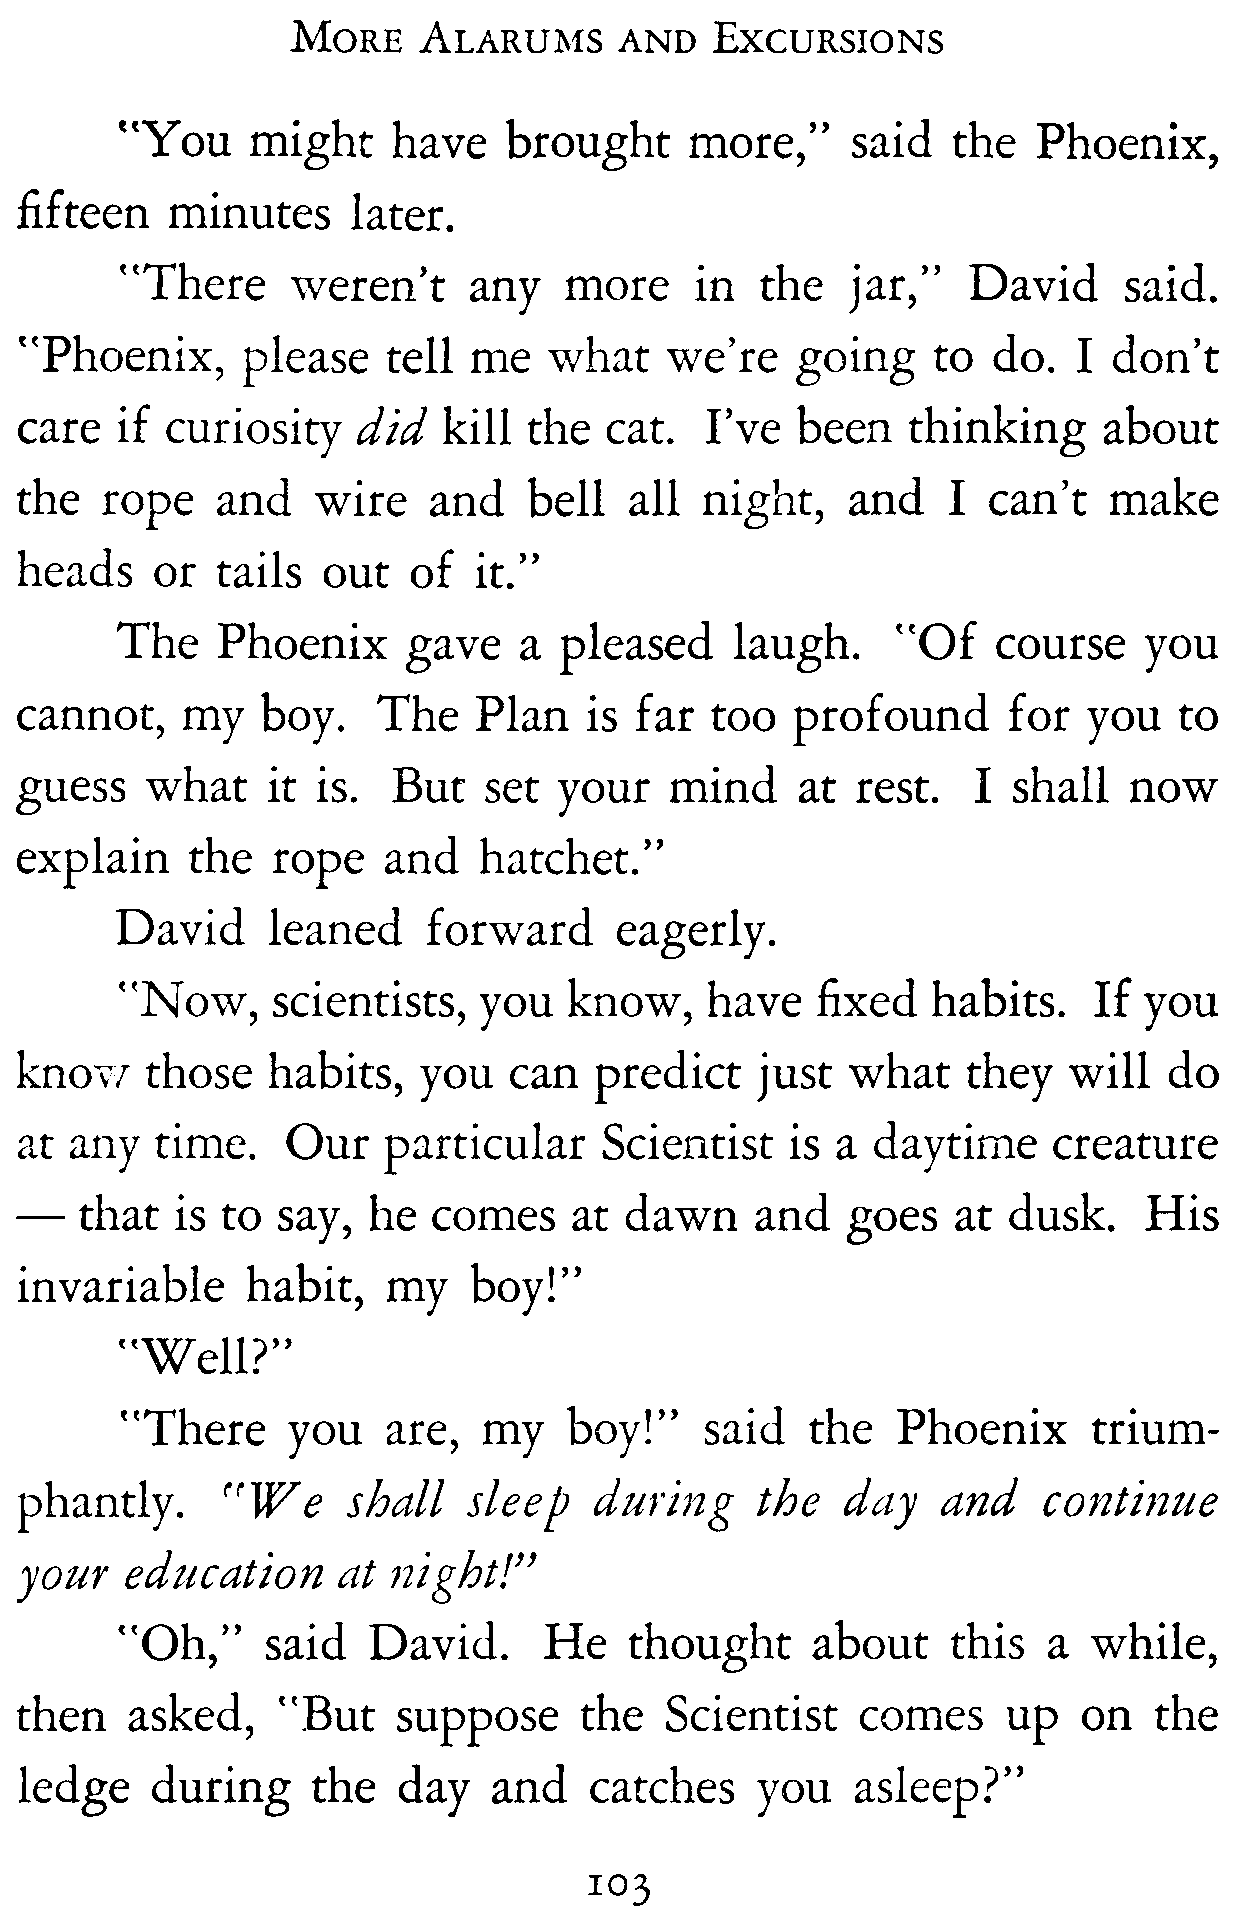 More Alarums and Excursions
"You might have brought more," said the Phoenix,
fifteen minutes later.
"There weren't any more in the jar," David said.
"Phoenix, please tell me what we're going to do. I don't
care if curiosity did kill the cat. I've been thinking about
the rope and wire and bell all night, and I can't make
heads or tails out of it."
The Phoenix gave a pleased laugh. "Of course you
cannot, my boy. The Plan is far too profound for you to
guess what it is. But set your mind at rest. I shall now
explain the rope and hatchet."
David leaned forward eagerly.
"Now, scientists, you know, have fixed habits. If you
know those habits, you can predict just what they will do
at any time. Our particular Scientist is a daytime creature
— that is to say, he comes at dawn and goes at dusk. His
invariable habit, my boy!"
"Well?"
"There you are, my boy!" said the Phoenix trium-
phantly. "We shall sleep during the day and continue
your education at night!"
"Oh," said David. He thought about this a while,
then asked, "But suppose the Scientist comes up on the
ledge during the day and catches you asleep?"
103